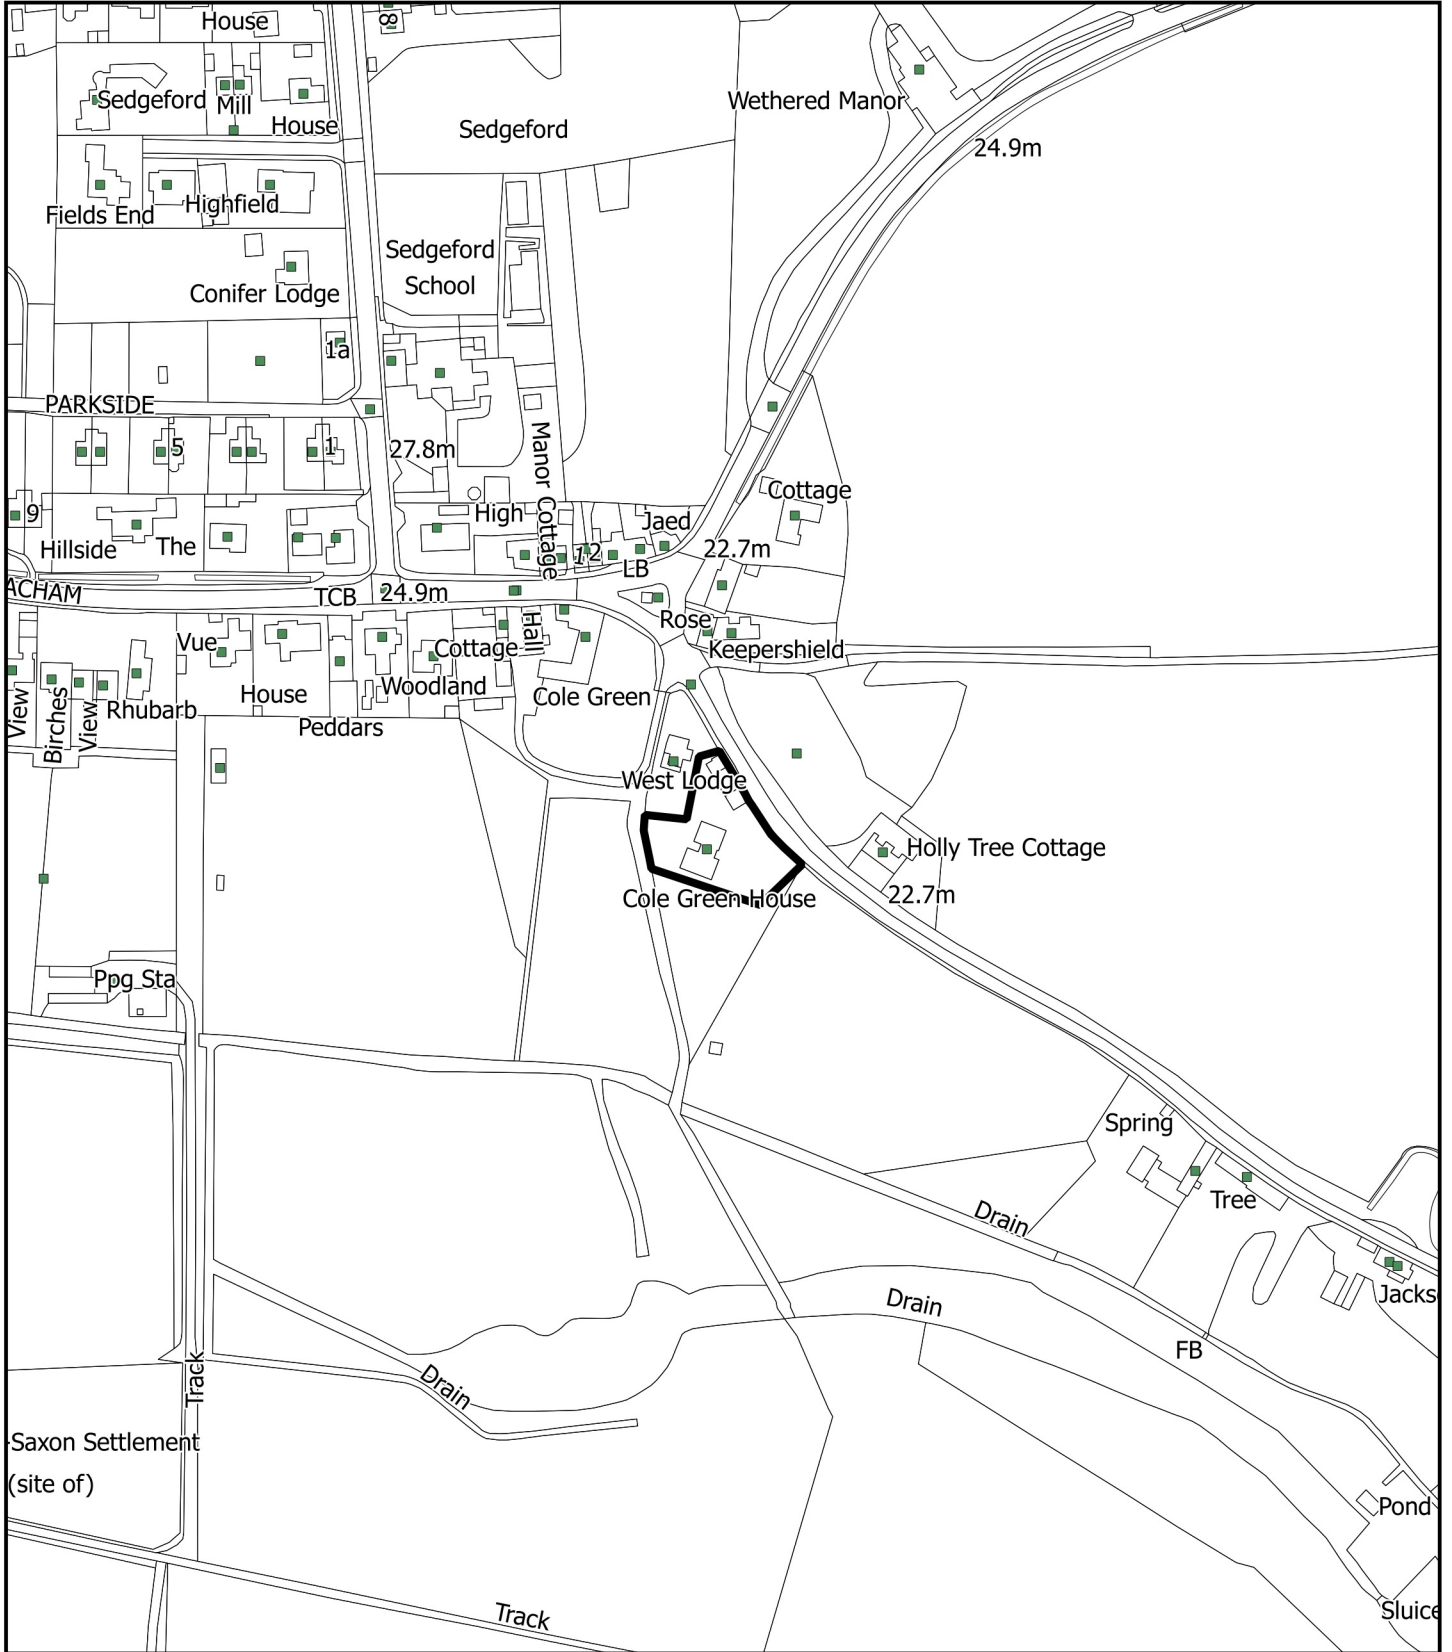 House
8
Sedgeford
Mill
House
Sedgeford
Wethered Manor
24.9m
Fields End
Highfield
Sedgeford
School
Conifer Lodge
1a
PARKSIDE
5
1
27.8m
Manor Cottage
Cottage
9
High
Jaed
Hillside
The
1
2
22.7m
LB
ACHAM
TCB
24.9m
Hall
Rose
Vue
Cottage
Keepershield
View
Birches
View
Rhubarb
House
Woodland
Cole Green
Peddars
West Lodge
Holly Tree Cottage
Cole Green House
22.7m
Ppg Sta
Spring
Tree
Drain
Drain
Jacks
FB
Track
Drain
-Saxon Settlement
(site of)
Pond
Track
Sluice